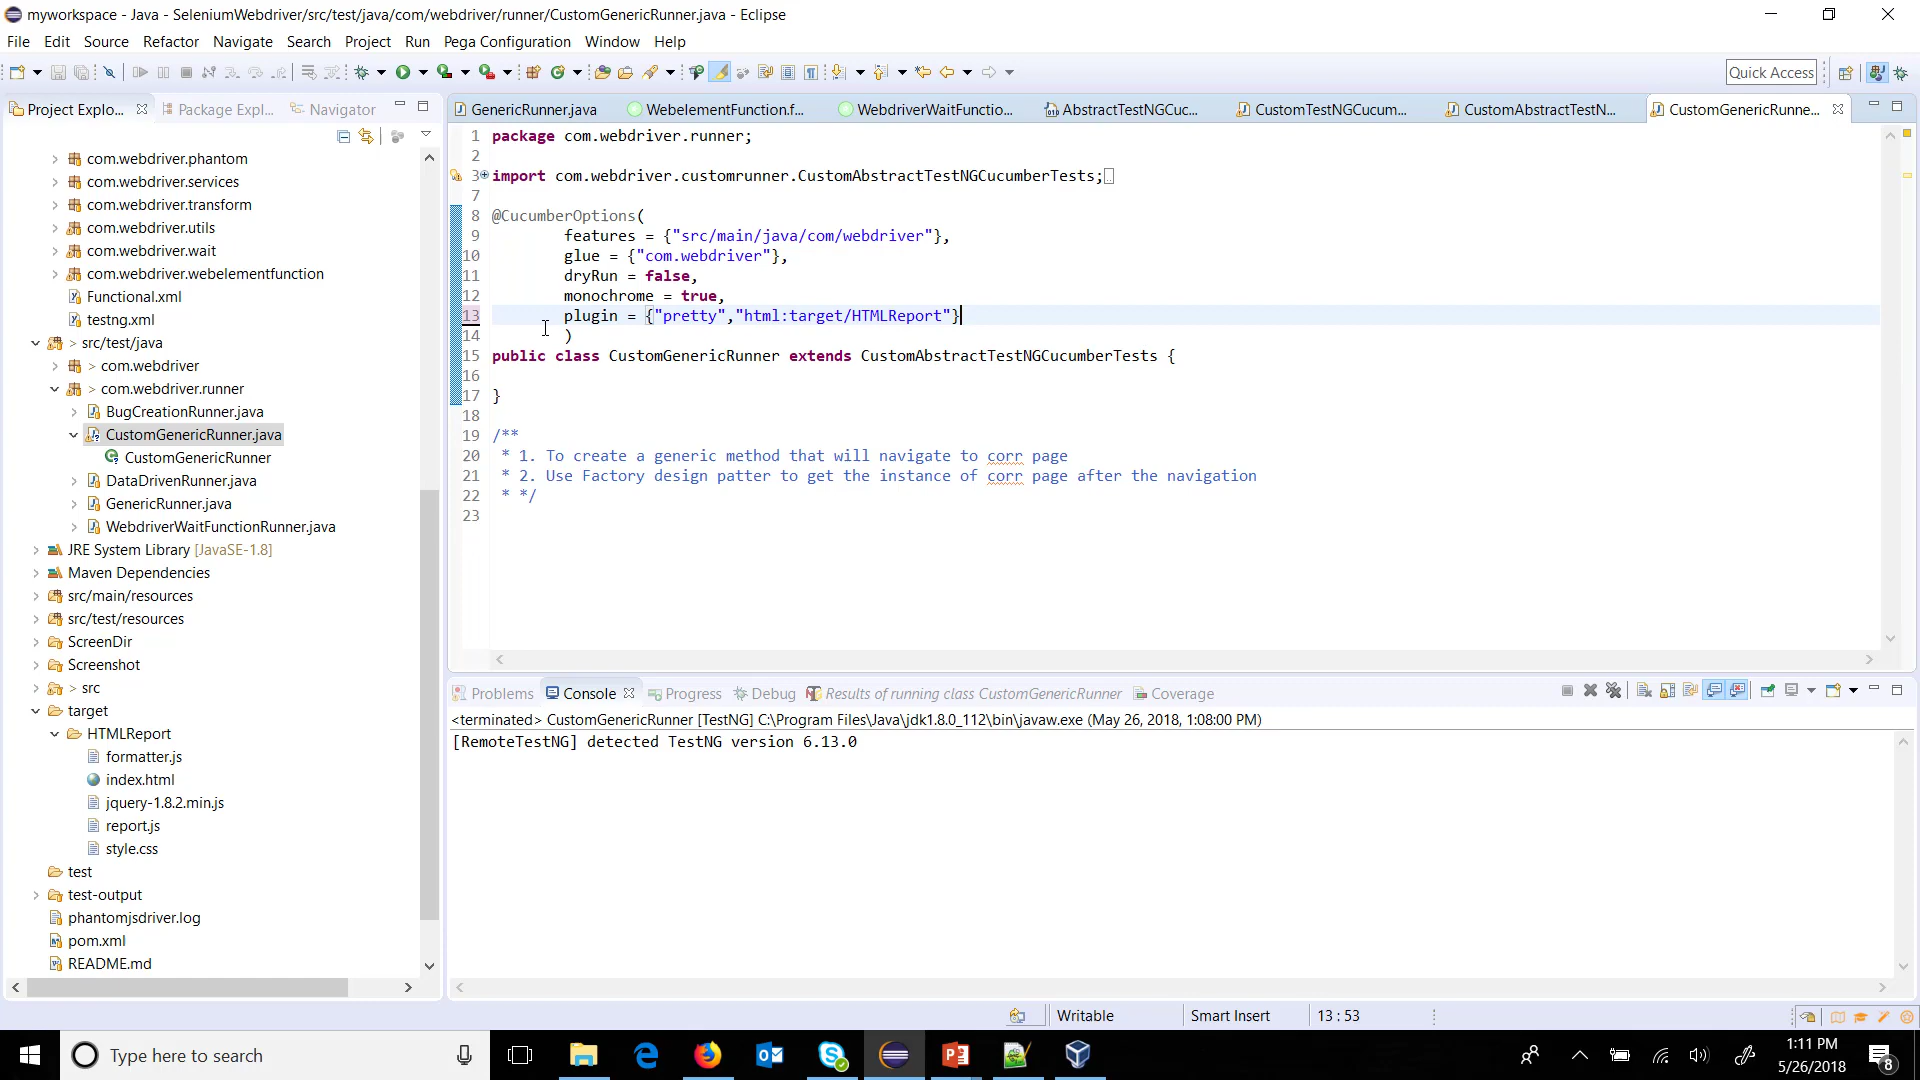 myworkspace - Java - SeleniumWebdriver/src/test/java/com/webdriver/runner/CustomGenericRunner.java - Eclipse
File Edit Source Refactor Navigate Search Project Run Pega Configuration Window Help
Quick Access
Project Explo... Package Expl... Navigator
GenericRunner.java WebelementFunction.f... WebdriverWaitFunctio... AbstractTestNGCuc... CustomTestNGCucum... CustomAbstractTestN... CustomGenericRunne...
com.webdriver.phantom
com.webdriver.services
com.webdriver.transform
com.webdriver.utils
com.webdriver.wait
com.webdriver.webelementfunction
Functional.xml
testng.xml
> src/test/java
> com.webdriver
> com.webdriver.runner
BugCreationRunner.java
CustomGenericRunner.java
CustomGenericRunner
DataDrivenRunner.java
GenericRunner.java
WebdriverWaitFunctionRunner.java
JRE System Library [JavaSE-1.8]
Maven Dependencies
src/main/resources
src/test/resources
ScreenDir
Screenshot
> src
target
HTMLReport
formatter.js
index.html
jquery-1.8.2.min.js
report.js
style.css
test
test-output
phantomjsdriver.log
pom.xml
README.md
1 package com.webdriver.runner;
2
3 import com.webdriver.customrunner.CustomAbstractTestNGCucumberTests;
7
8 @CucumberOptions(
9 features = {"src/main/java/com/webdriver"},
10 glue = {"com.webdriver"},
11 dryRun = false,
12 monochrome = true,
13 plugin = {"pretty","html:target/HTMLReport"}
14 )
15 public class CustomGenericRunner extends CustomAbstractTestNGCucumberTests {
16
17 }
18
19 /**
20 * 1. To create a generic method that will navigate to corr page
21 * 2. Use Factory design patter to get the instance of corr page after the navigation
22 * */
23
Problems Console Progress Debug Results of running class CustomGenericRunner Coverage
<terminated> CustomGenericRunner [TestNG] C:\Program Files\Java\jdk1.8.0_112\bin\javaw.exe (May 26, 2018, 1:08:00 PM)
[RemoteTestNG] detected TestNG version 6.13.0
Writable Smart Insert 13 : 53
Type here to search
1:11 PM
5/26/2018
8